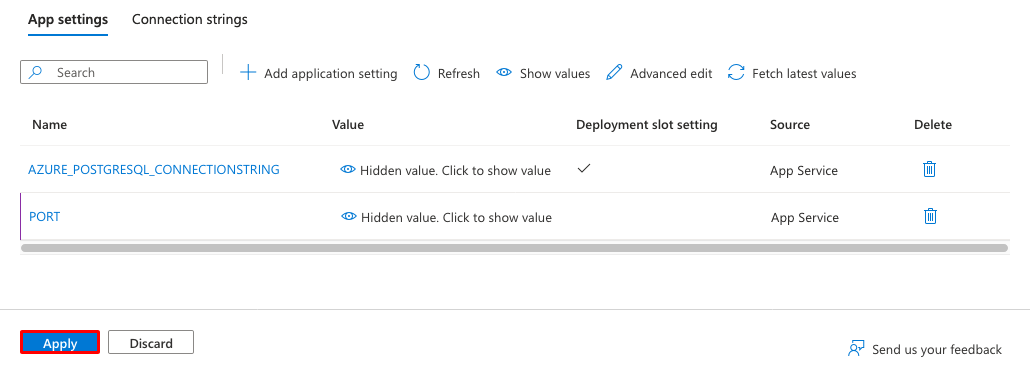 App settings Connection strings
Search Add application setting Refresh Show values Advanced edit Fetch latest values
Name Value Deployment slot setting Source Delete
AZURE_POSTGRESQL_CONNECTIONSTRING Hidden value. Click to show value App Service
PORT Hidden value. Click to show value App Service
Apply Discard
Send us your feedback